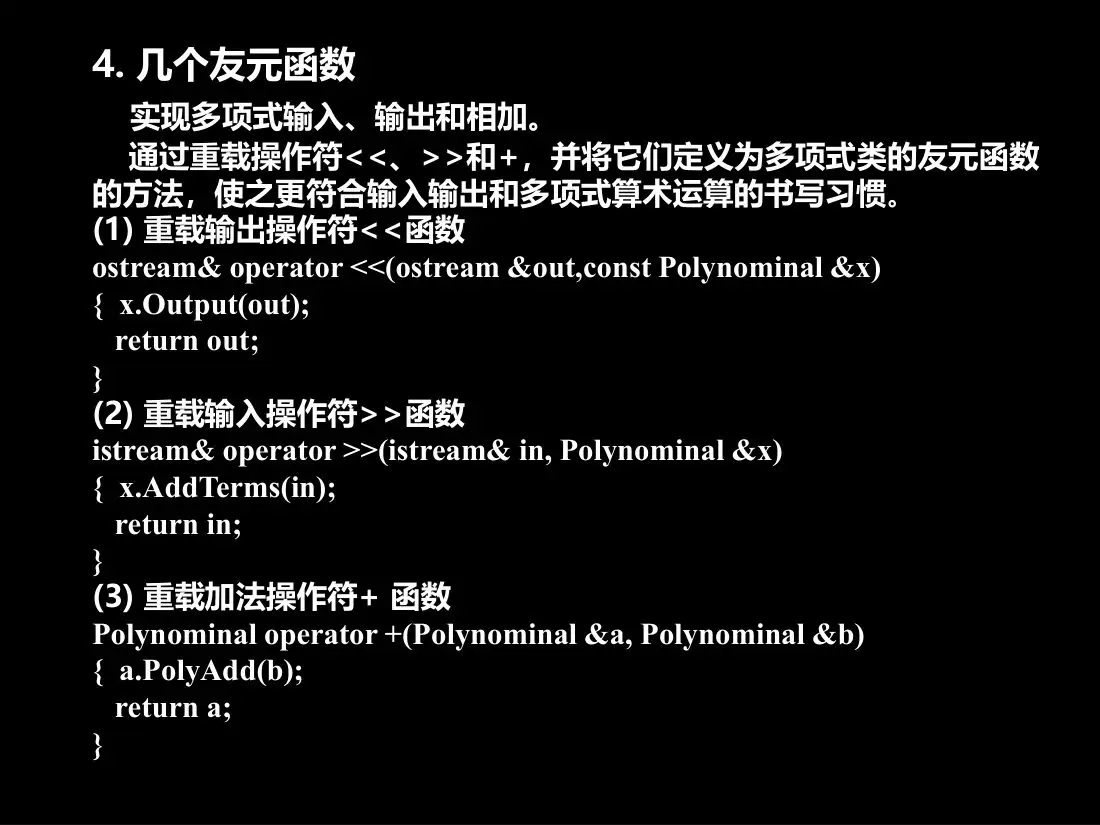 4. 几个友元函数
实现多项式输入、输出和相加。
通过重载操作符<<、>>和+，并将它们定义为多项式类的友元函数
的方法，使之更符合输入输出和多项式算术运算的书写习惯。
(1) 重载输出操作符<<函数
ostream& operator <<(ostream &out,const Polynominal &x)
{ x.Output(out);
return out;
}
(2) 重载输入操作符>>函数
istream& operator >>(istream& in, Polynominal &x)
{ x.AddTerms(in);
return in;
}
(3) 重载加法操作符+ 函数
Polynominal operator +(Polynominal &a, Polynominal &b)
{ a.PolyAdd(b);
return a;
}